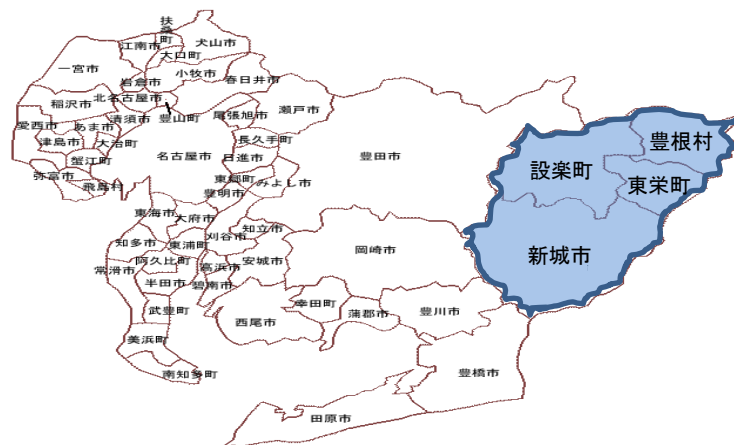 扶桑町
江南市
犬山市
大口町
一宮市
小牧市
岩倉市
春日井市
稲沢市
北名古屋市
瀬戸市
清須市
豊山町
尾張旭市
愛西市
あま市
津島市
大治町
長久手町
名古屋市
日進市
豊田市
蟹江町
弥富市
飛島村
東郷町
みよし市
豊明市
東海市
大府市
知立市
刈谷市
知多市
東浦町
岡崎市
阿久比町
高浜市
安城市
常滑市
半田市
碧南市
武豊町
西尾市
幸田町
蒲郡市
豊川市
美浜町
南知多町
豊橋市
田原市
豊根村
設楽町
東栄町
新城市